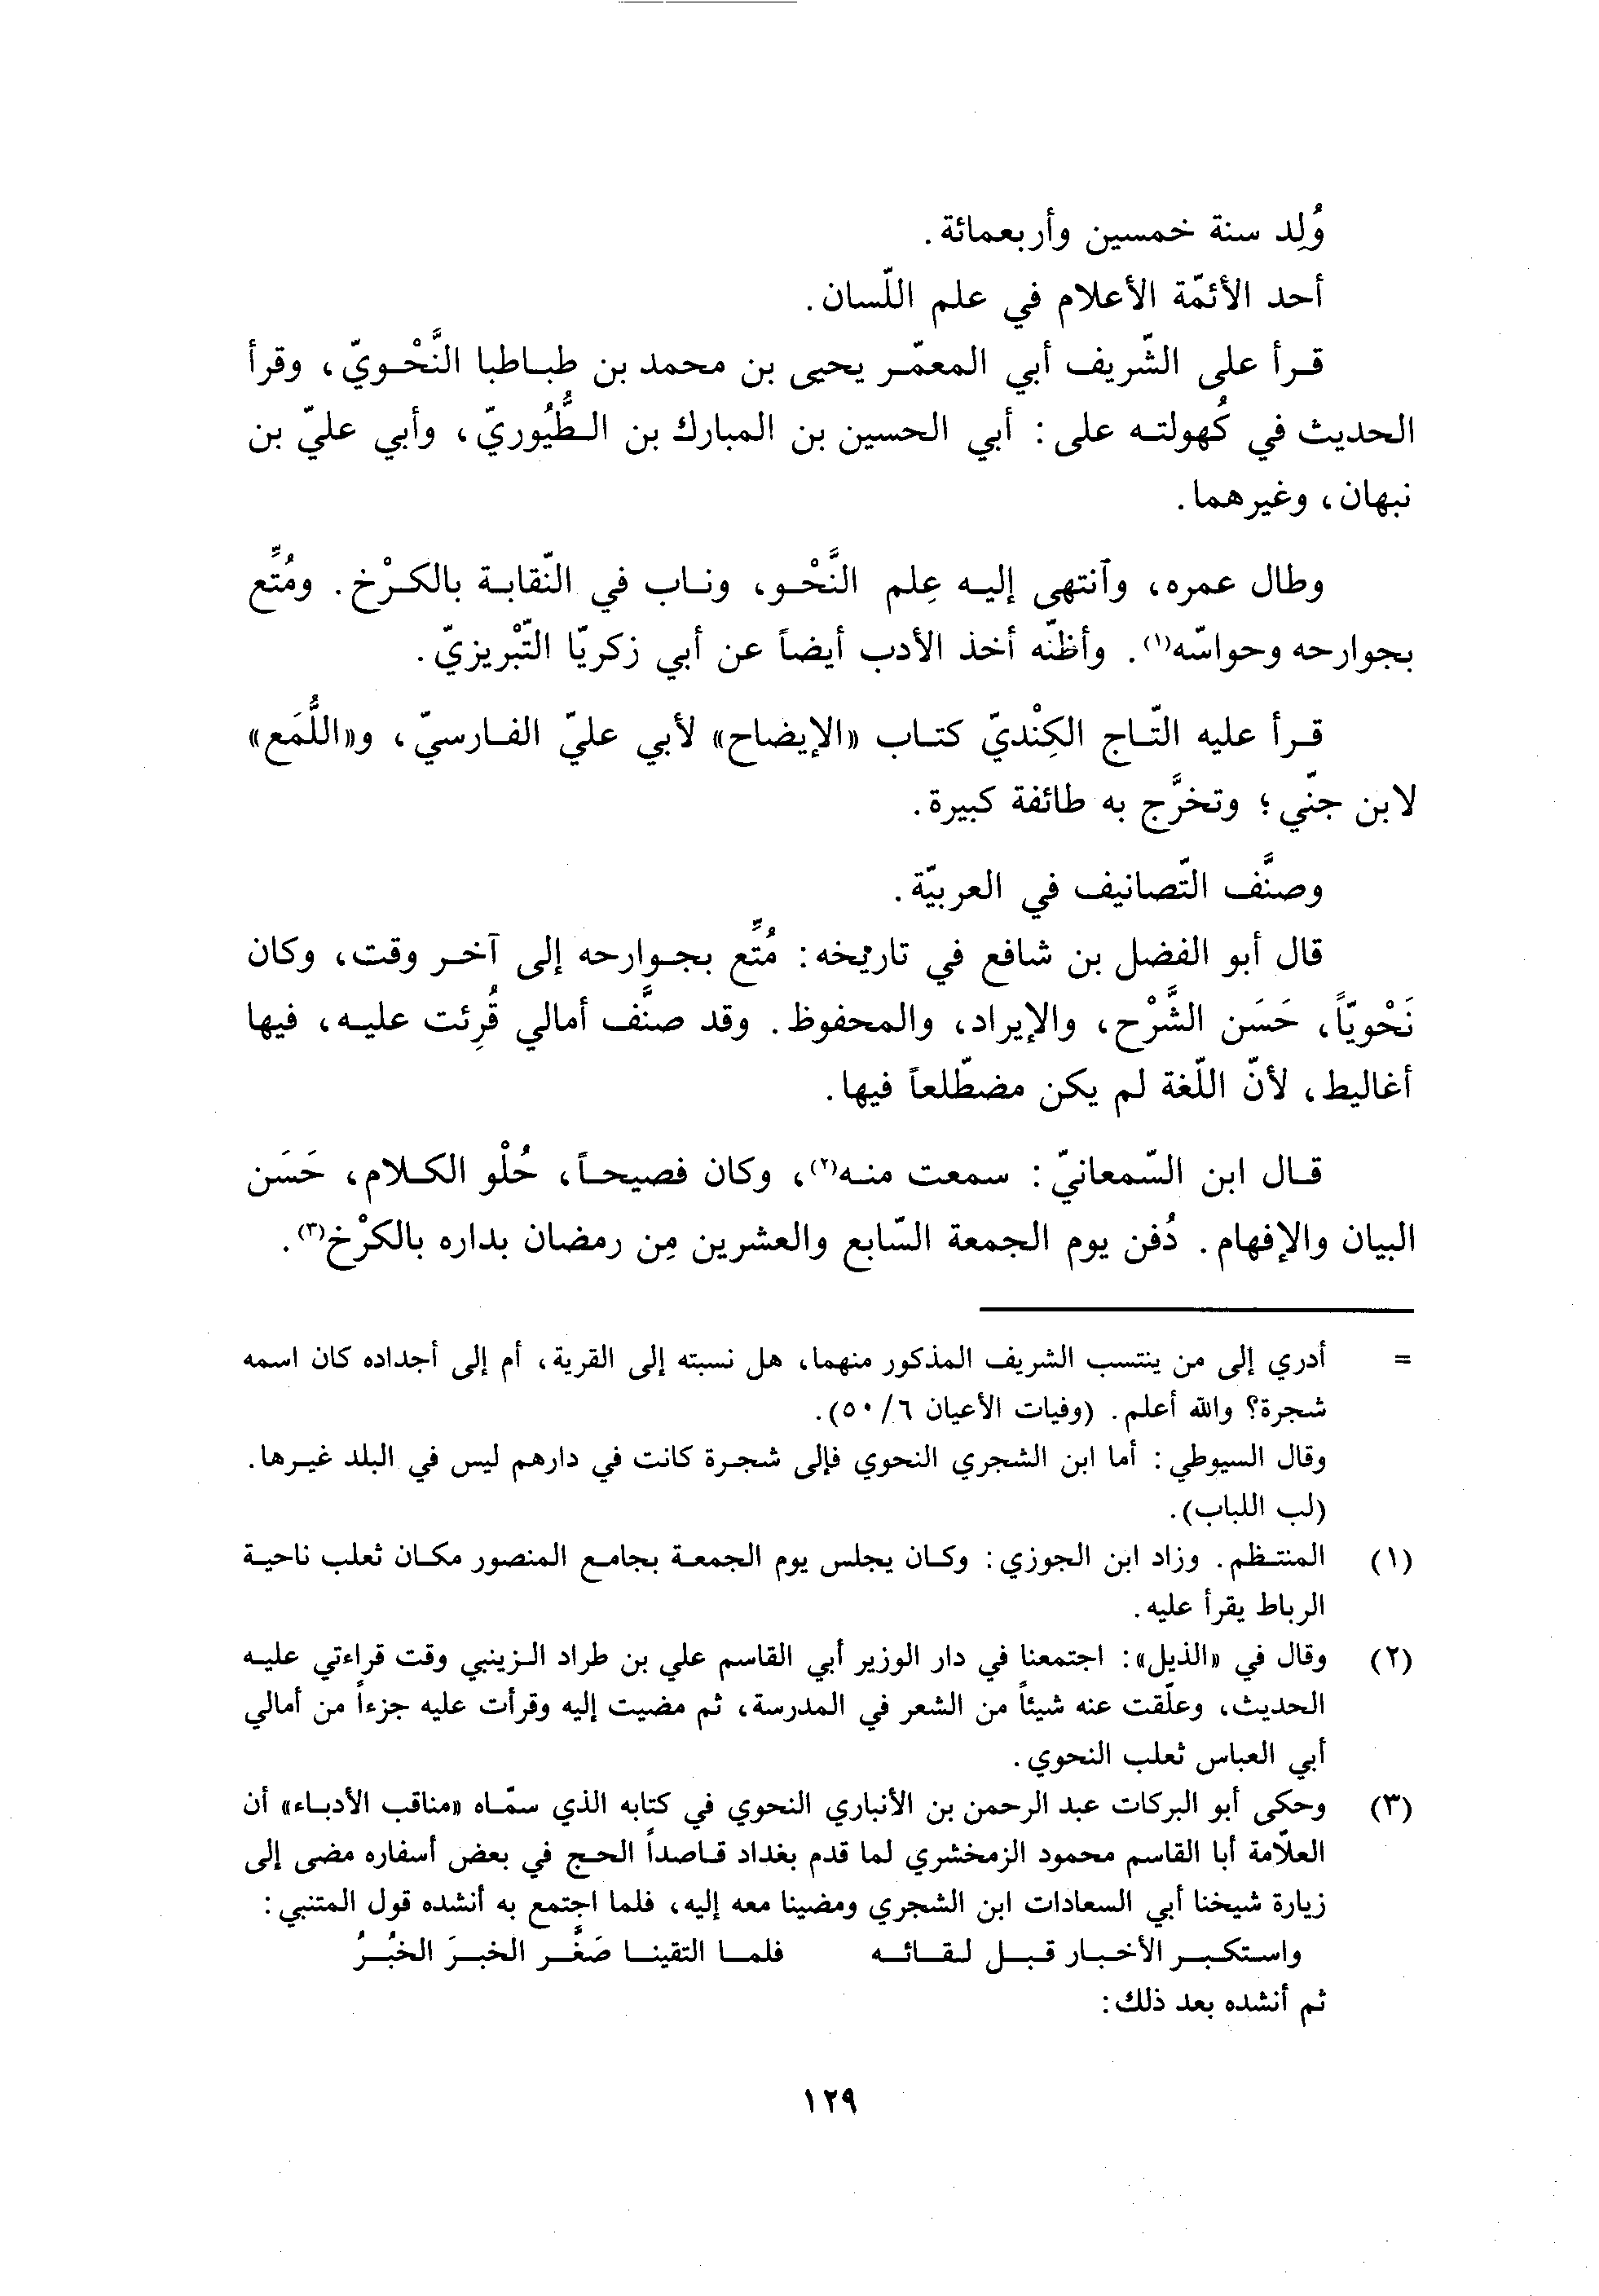 وُلِد سنة خمسين وأربعمائة.
أحد الأئمّة الأعلام في علم اللّسان.
قرأ على الشّريف أبي المعمّر يحيى بن محمد بن طباطبا النَّحْويّ، وقرأ
الحديث في كُهولته على: أبي الحسين بن المبارك بن الطُّيُوريّ، وأبي عليّ بن
نبهان، وغيرهما.
وطال عمره، وآنتهى إليه عِلم النَّحْو، وناب في النّقابة بالكرْخ. ومُتِّع
بجوارحه وحواسّه(١). وأظنّه أخذ الأدب أيضاً عن أبي زكريّا التّبْريزيّ.
قرأ عليه التّاج الكِنْديّ كتاب «الإيضاح» لأبي عليّ الفارسيّ، و«اللُّمَع»
لابن جنّي؛ وتخرَّج به طائفة كبيرة.
وصنَّف التّصانيف في العربيّة.
قال أبو الفضل بن شافع في تاريخه: مُتِّع بجوارحه إلى آخر وقت، وكان
نَحْويّاً، حَسَن الشَّرْح، والإيراد، والمحفوظ. وقد صنَّف أمالي قُرِئت عليه، فيها
أغاليط، لأنّ اللّغة لم يكن مضطّلعاً فيها.
قال ابن السّمعانيّ: سمعت منه(٢)، وكان فصيحاً، حُلْو الكلام، حَسَن
البيان والإفهام. دُفن يوم الجمعة السّابع والعشرين مِن رمضان بداره بالكرْخ(٣).
= أدري إلى من ينتسب الشريف المذكور منهما، هل نسبته إلى القرية، أم إلى أجداده كان اسمه
شجرة؟ والله أعلم. (وفيات الأعيان ٦/٥٠).
وقال السيوطي: أما ابن الشجري النحوي فإلى شجرة كانت في دارهم ليس في البلد غيرها.
(لب اللباب).
(١) المنتظم. وزاد ابن الجوزي: وكان يجلس يوم الجمعة بجامع المنصور مكان ثعلب ناحية
الرباط يقرأ عليه.
(٢) وقال في «الذيل»: اجتمعنا في دار الوزير أبي القاسم علي بن طراد الزينبي وقت قراءتي عليه
الحديث، وعلّقت عنه شيئاً من الشعر في المدرسة، ثم مضيت إليه وقرأت عليه جزءاً من أمالي
أبي العباس ثعلب النحوي.
(٣) وحكى أبو البركات عبد الرحمن بن الأنباري النحوي في كتابه الذي سمّاه «مناقب الأدباء» أن
العلاّمة أبا القاسم محمود الزمخشري لما قدم بغداد قاصداً الحج في بعض أسفاره مضى إلى
زيارة شيخنا أبي السعادات ابن الشجري ومضينا معه إليه، فلما اجتمع به أنشده قول المتنبي:
واستكبر الأخبار قبل لقائه فلما التقينا صَغَّر الخبرَ الخُبْرُ
ثم أنشده بعد ذلك:
١٢٩